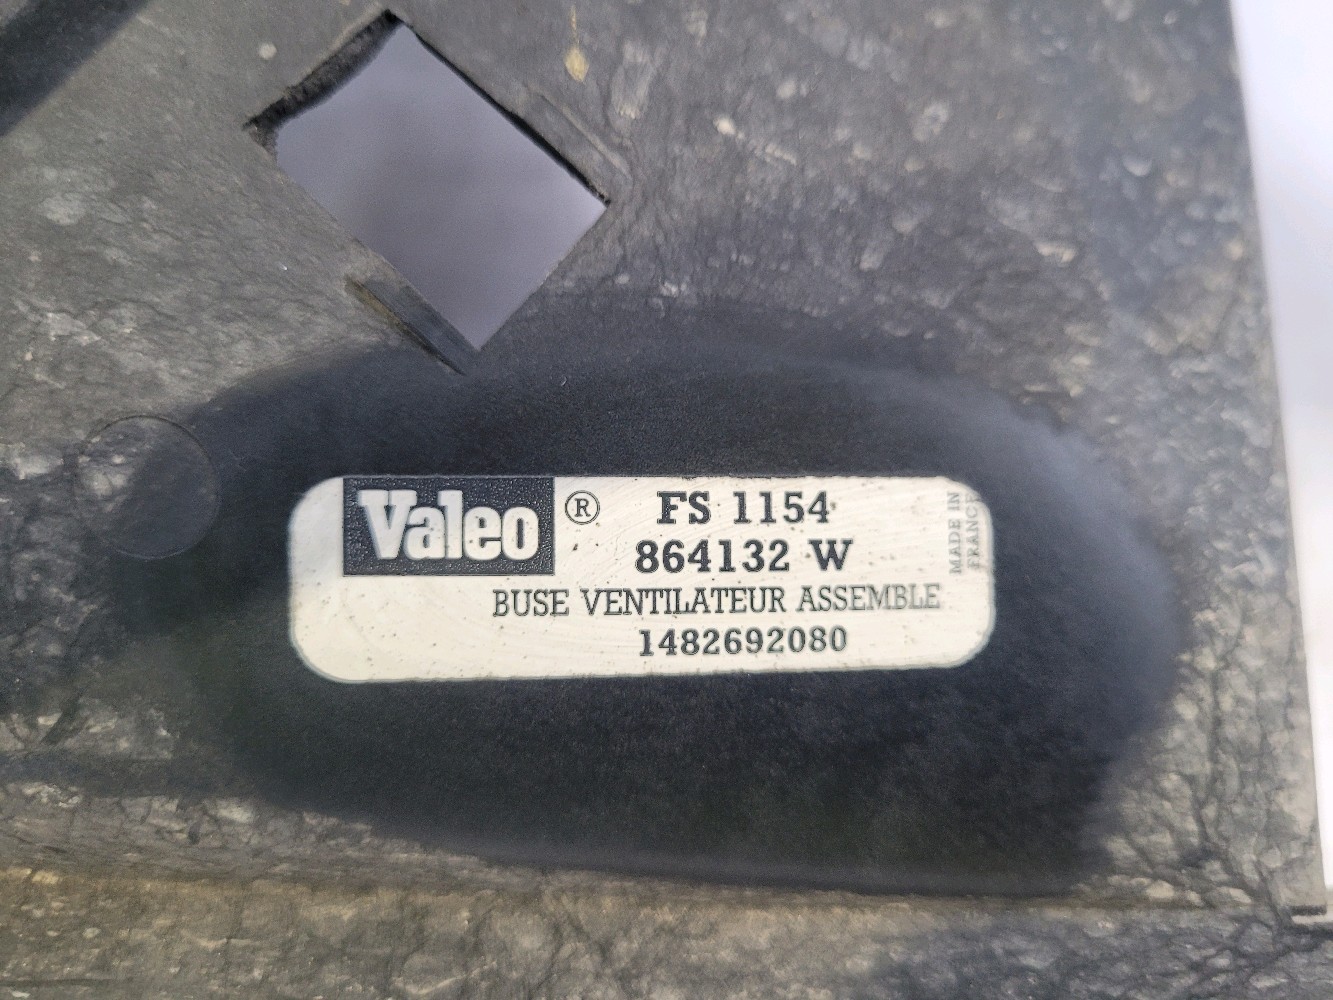 Valeo ® FS 1154
864132 W
BUSE VENTILATEUR ASSEMBLE
1482692080
MADE IN
FRANCE